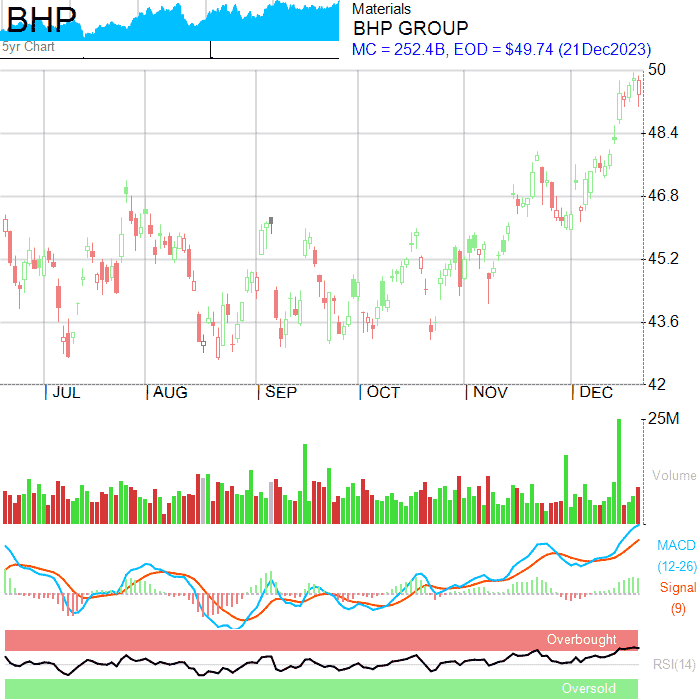 BHP
5yr Chart
Materials
BHP GROUP
MC = 252.4B, EOD = $49.74 (21Dec2023)
50
48.4
46.8
45.2
43.6
42
JUL AUG SEP OCT NOV DEC
25M
Volume
MACD
(12-26)
Signal
(9)
Overbought
RSI(14)
Oversold